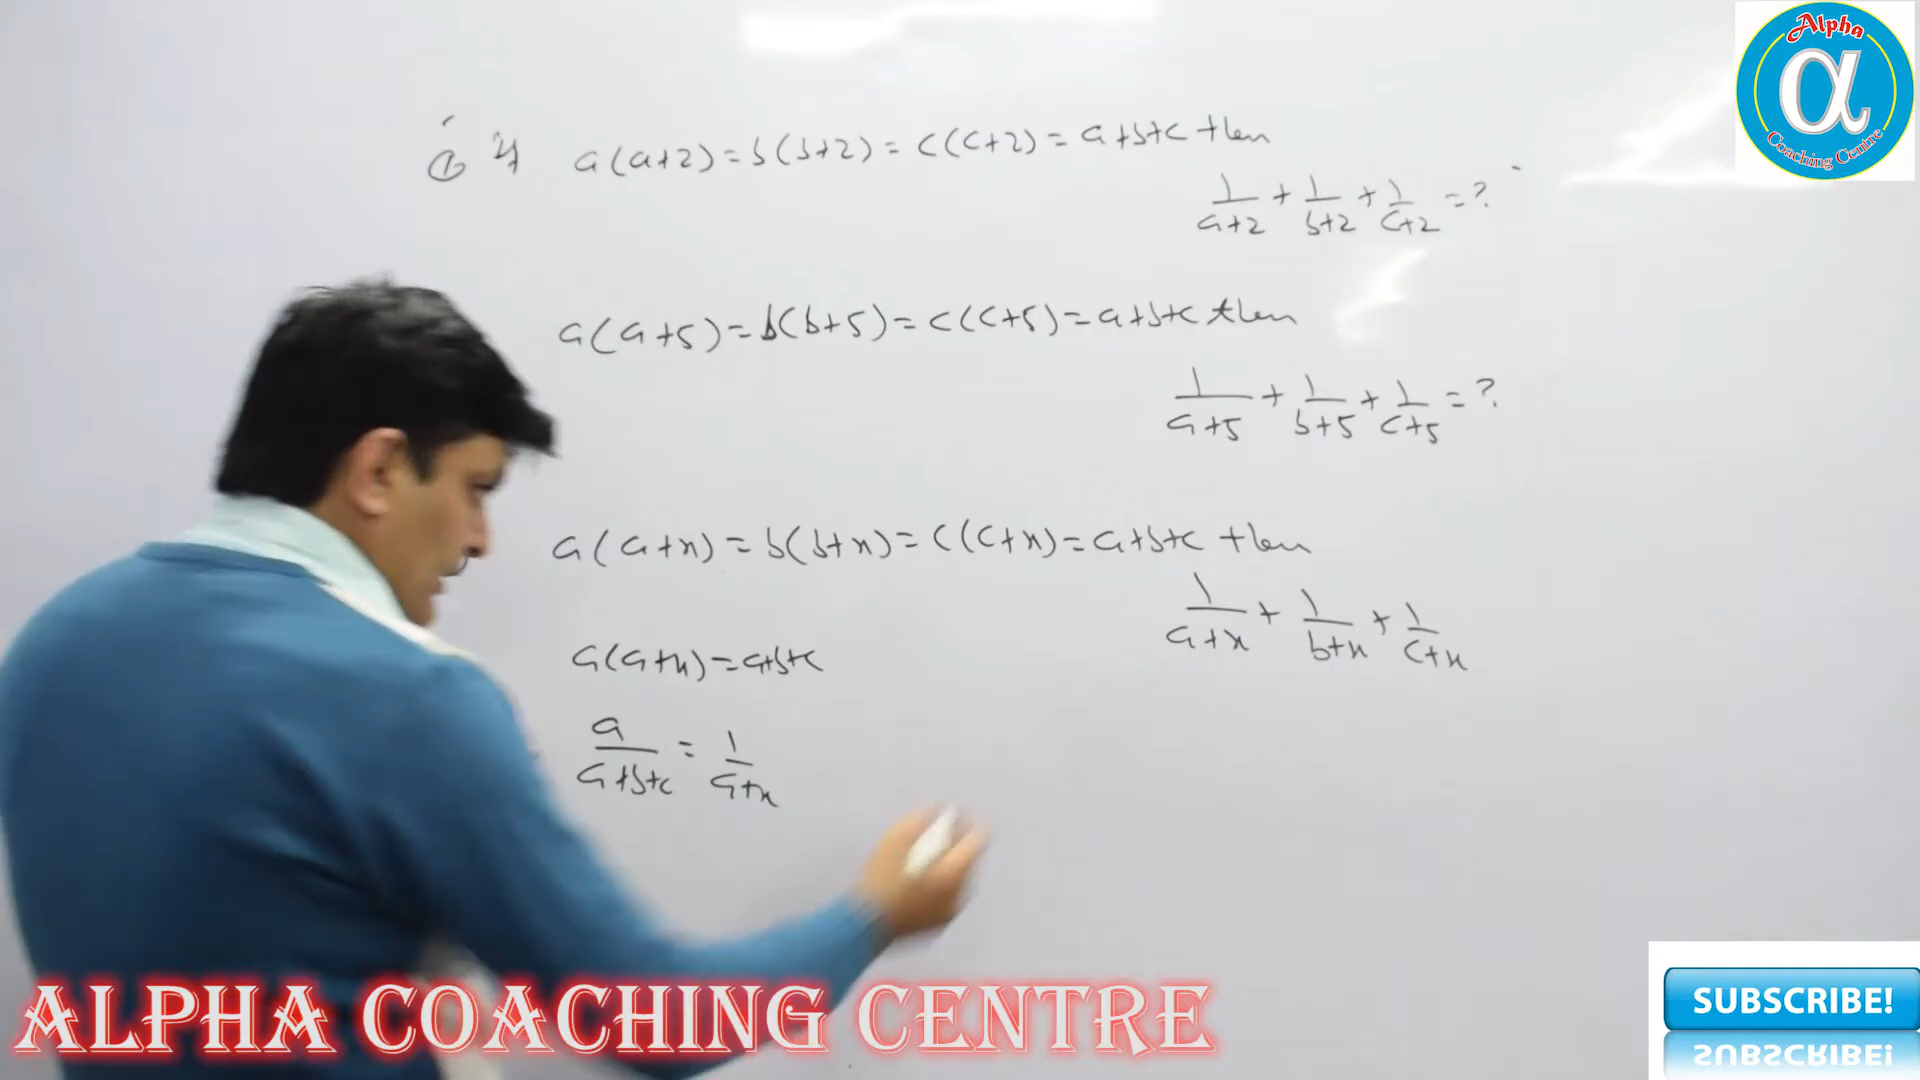 Alpha
α
Coaching Centre
① If a(a+2)=b(b+2)=c(c+2)=a+b+c then
1/(a+2) + 1/(b+2) + 1/(c+2) =?
a(a+5)=b(b+5)=c(c+5)=a+b+c then
1/(a+5) + 1/(b+5) + 1/(c+5) =?
a(a+x)=b(b+x)=c(c+x)=a+b+c then
1/(a+x) + 1/(b+x) + 1/(c+x)
a(a+x)=a+b+c
a/(a+b+c) = 1/(a+x)
ALPHA COACHING CENTRE
SUBSCRIBE!